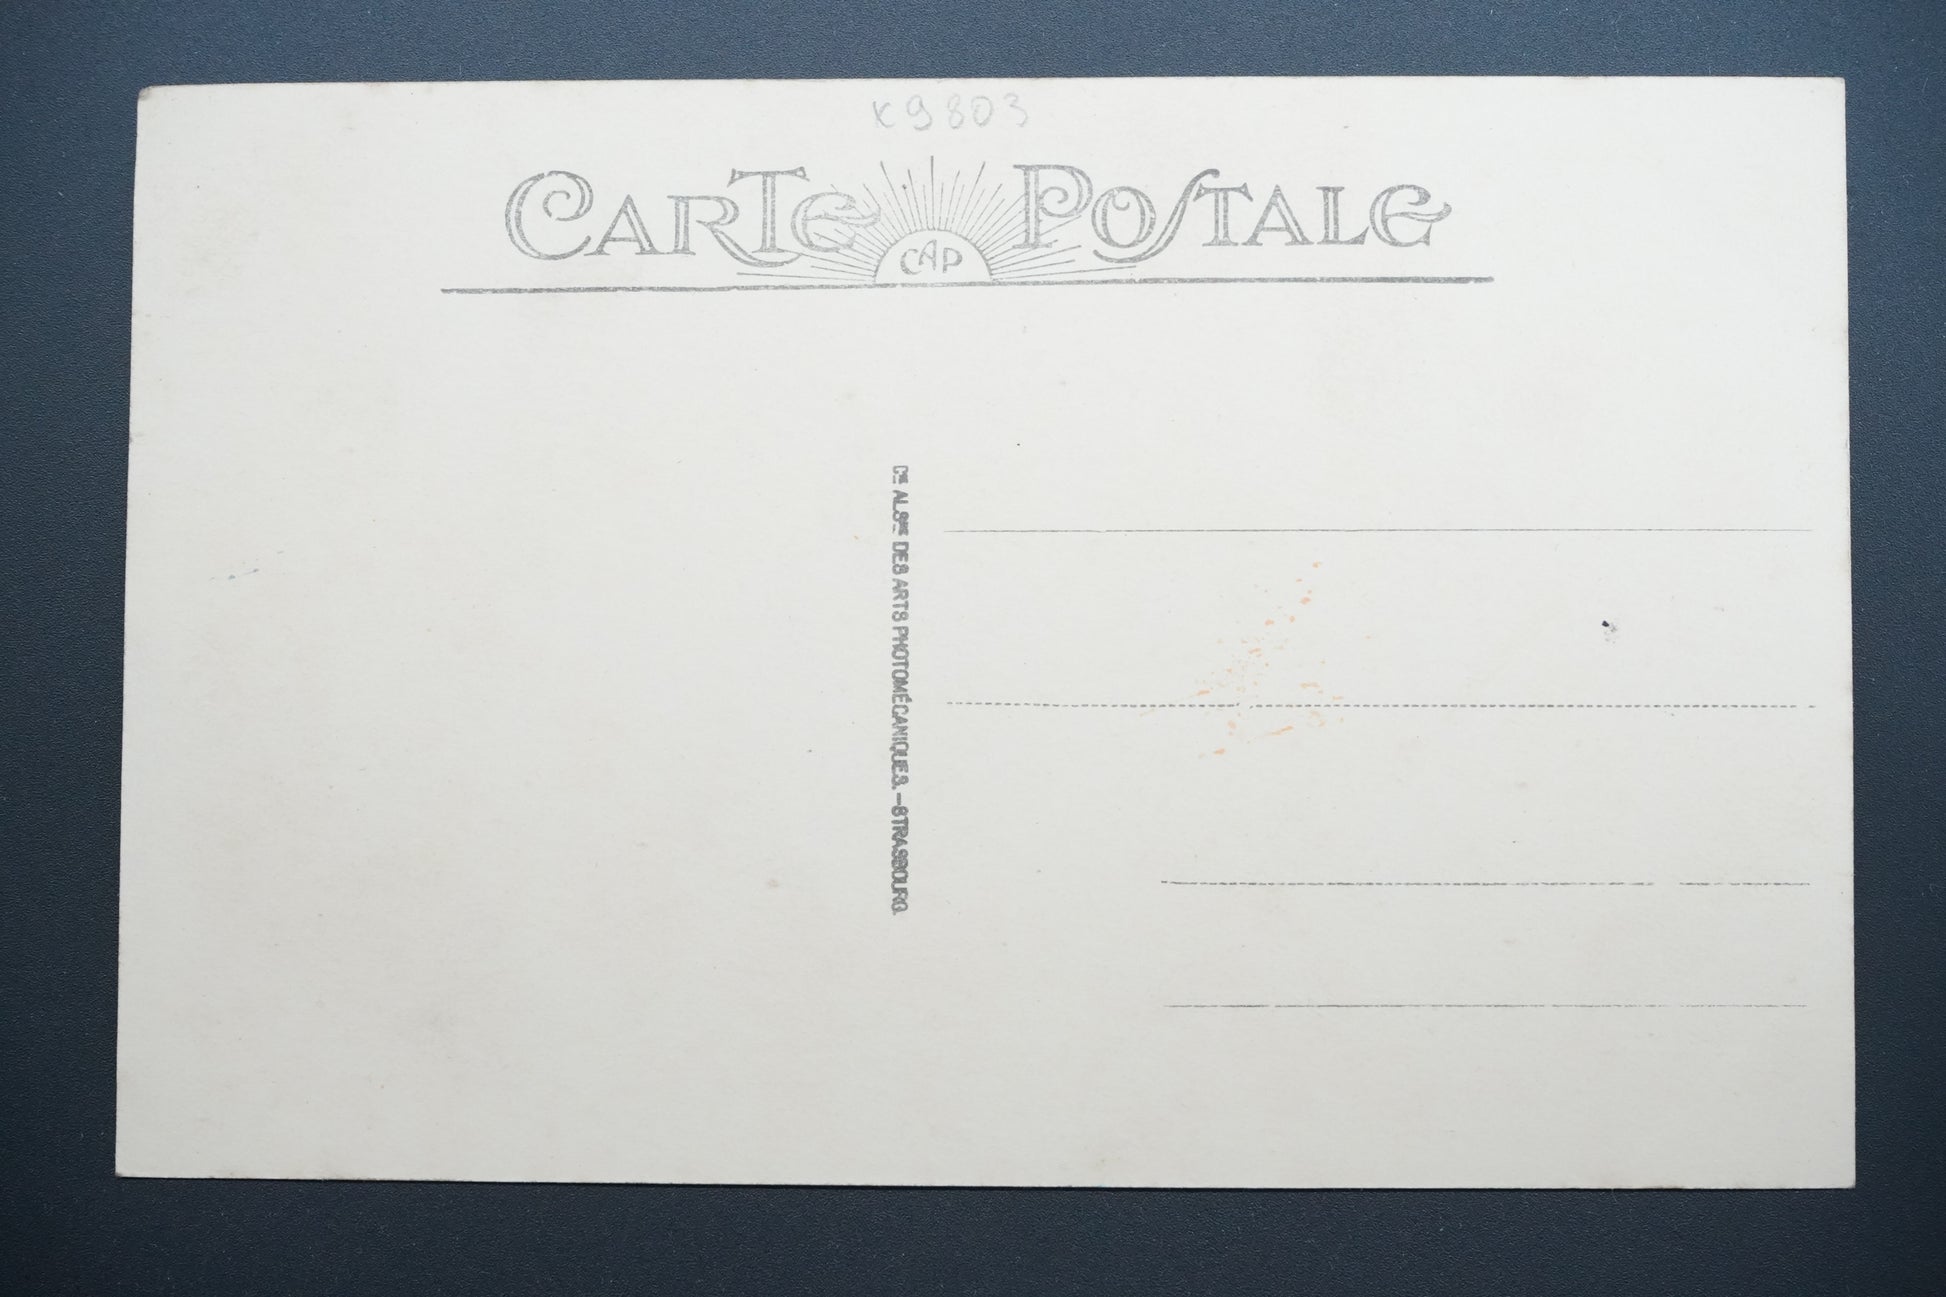 K9803
CARTE POSTALE
CAP
Cie ALSne DES ARTS PHOTOMÉCANIQUES. – STRASBOURG.